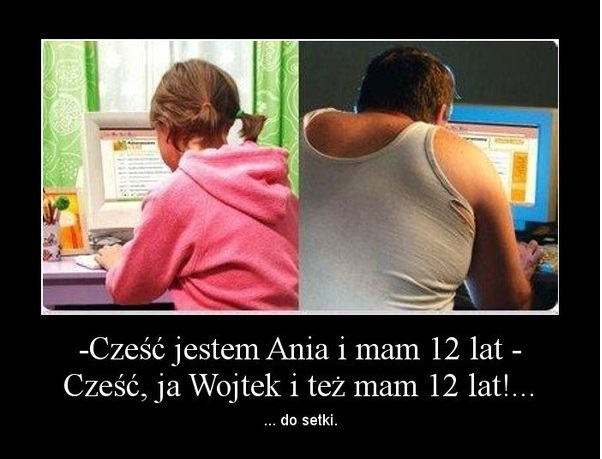 -Cześć jestem Ania i mam 12 lat -
Cześć, ja Wojtek i też mam 12 lat!...
... do setki.